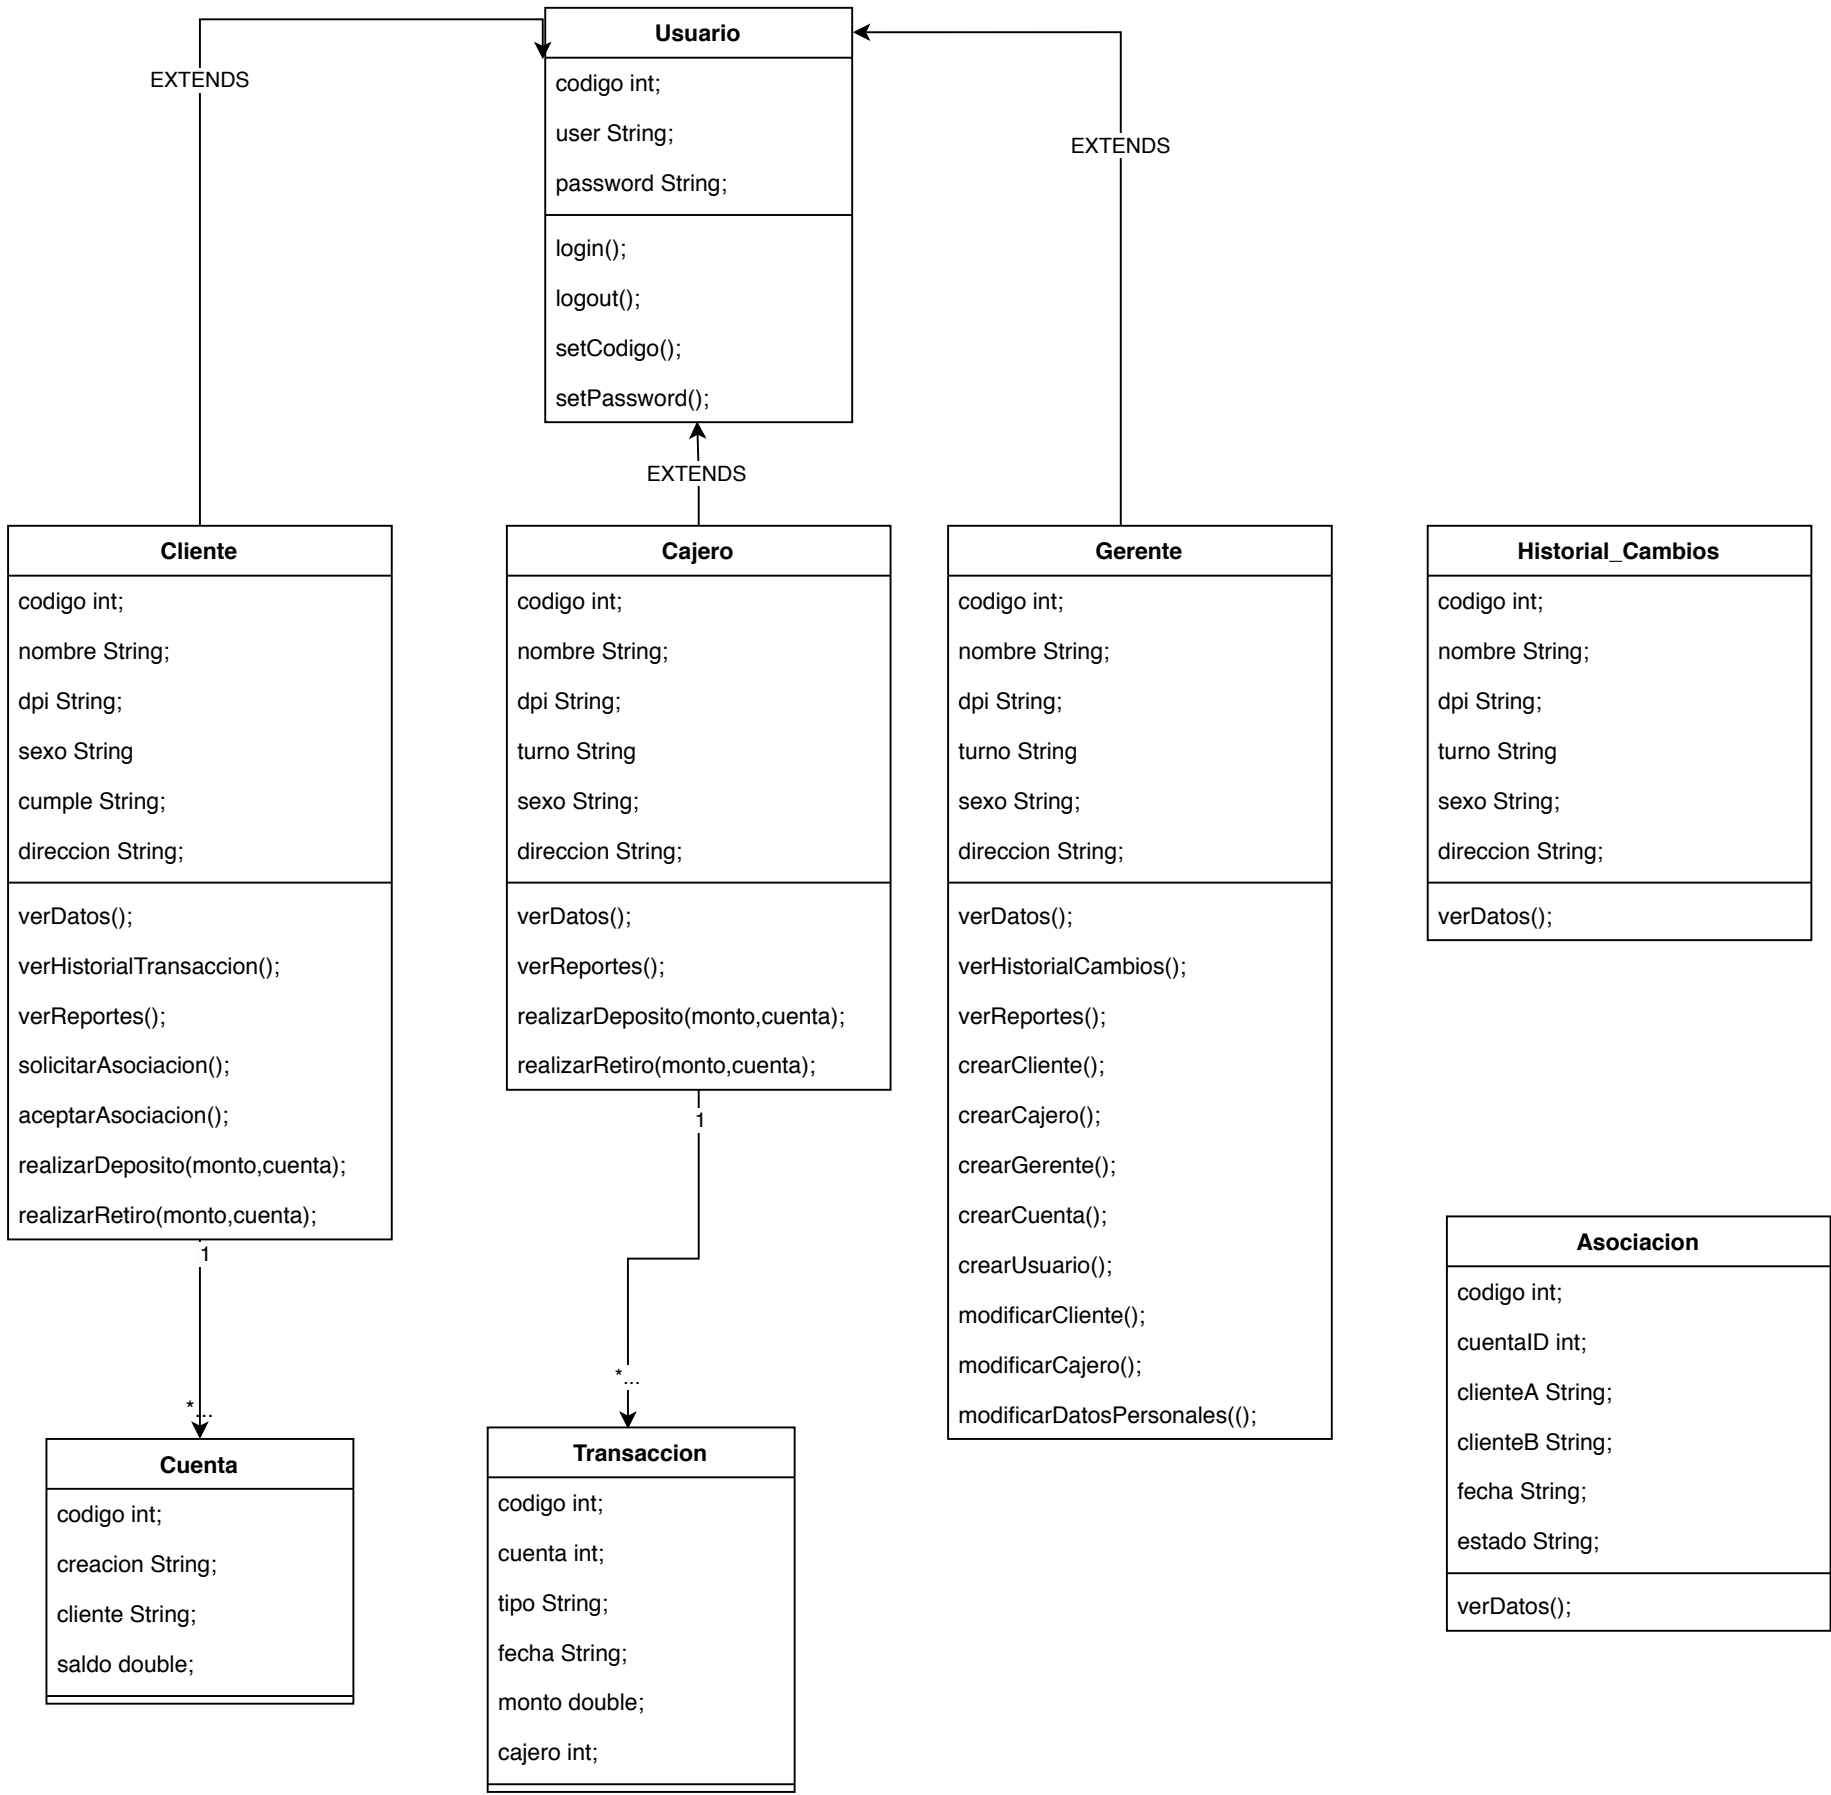 Usuario
codigo int;
user String;
password String;
login();
logout();
setCodigo();
setPassword();
EXTENDS
EXTENDS
EXTENDS
Cliente
codigo int;
nombre String;
dpi String;
sexo String
cumple String;
direccion String;
verDatos();
verHistorialTransaccion();
verReportes();
solicitarAsociacion();
aceptarAsociacion();
realizarDeposito(monto,cuenta);
realizarRetiro(monto,cuenta);
1
*...
Cajero
codigo int;
nombre String;
dpi String;
turno String
sexo String;
direccion String;
verDatos();
verReportes();
realizarDeposito(monto,cuenta);
realizarRetiro(monto,cuenta);
1
*...
Gerente
codigo int;
nombre String;
dpi String;
turno String
sexo String;
direccion String;
verDatos();
verHistorialCambios();
verReportes();
crearCliente();
crearCajero();
crearGerente();
crearCuenta();
crearUsuario();
modificarCliente();
modificarCajero();
modificarDatosPersonales(();
Historial_Cambios
codigo int;
nombre String;
dpi String;
turno String
sexo String;
direccion String;
verDatos();
Asociacion
codigo int;
cuentaID int;
clienteA String;
clienteB String;
fecha String;
estado String;
verDatos();
Cuenta
codigo int;
creacion String;
cliente String;
saldo double;
Transaccion
codigo int;
cuenta int;
tipo String;
fecha String;
monto double;
cajero int;